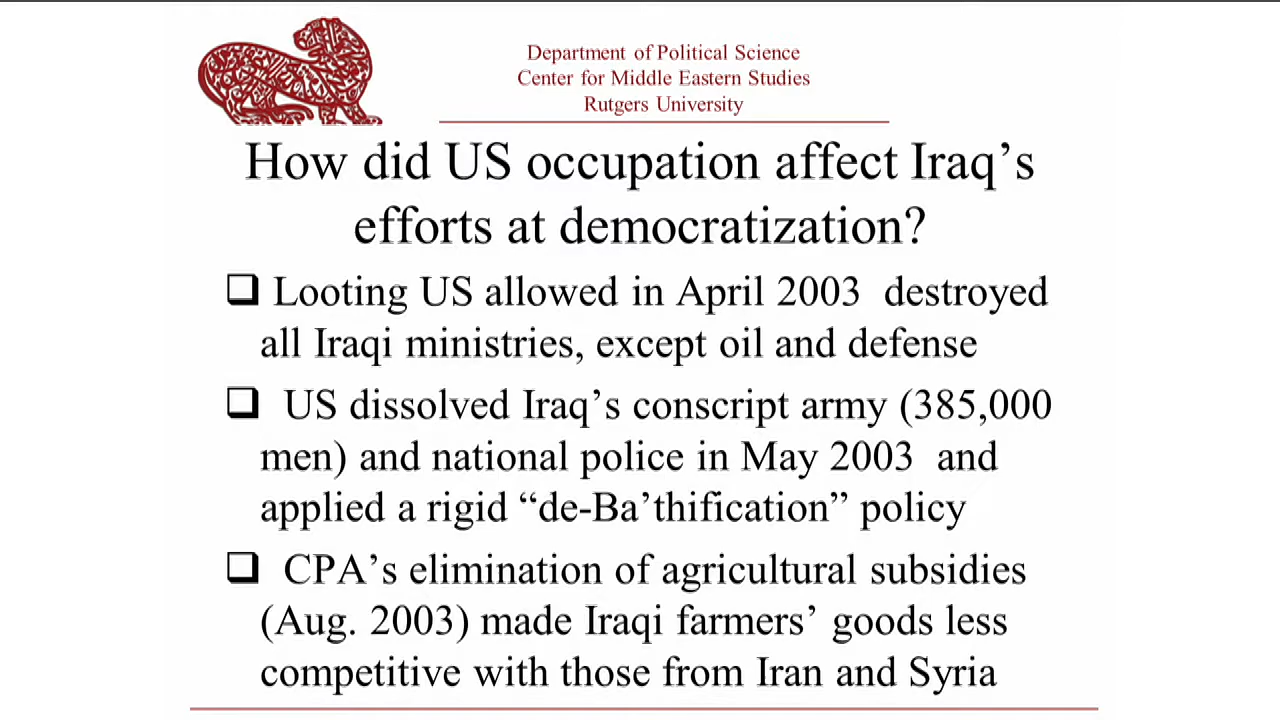 Department of Political Science
Center for Middle Eastern Studies
Rutgers University
How did US occupation affect Iraq’s
efforts at democratization?
❑ Looting US allowed in April 2003 destroyed
all Iraqi ministries, except oil and defense
❑ US dissolved Iraq’s conscript army (385,000
men) and national police in May 2003 and
applied a rigid “de-Ba’thification” policy
❑ CPA’s elimination of agricultural subsidies
(Aug. 2003) made Iraqi farmers’ goods less
competitive with those from Iran and Syria